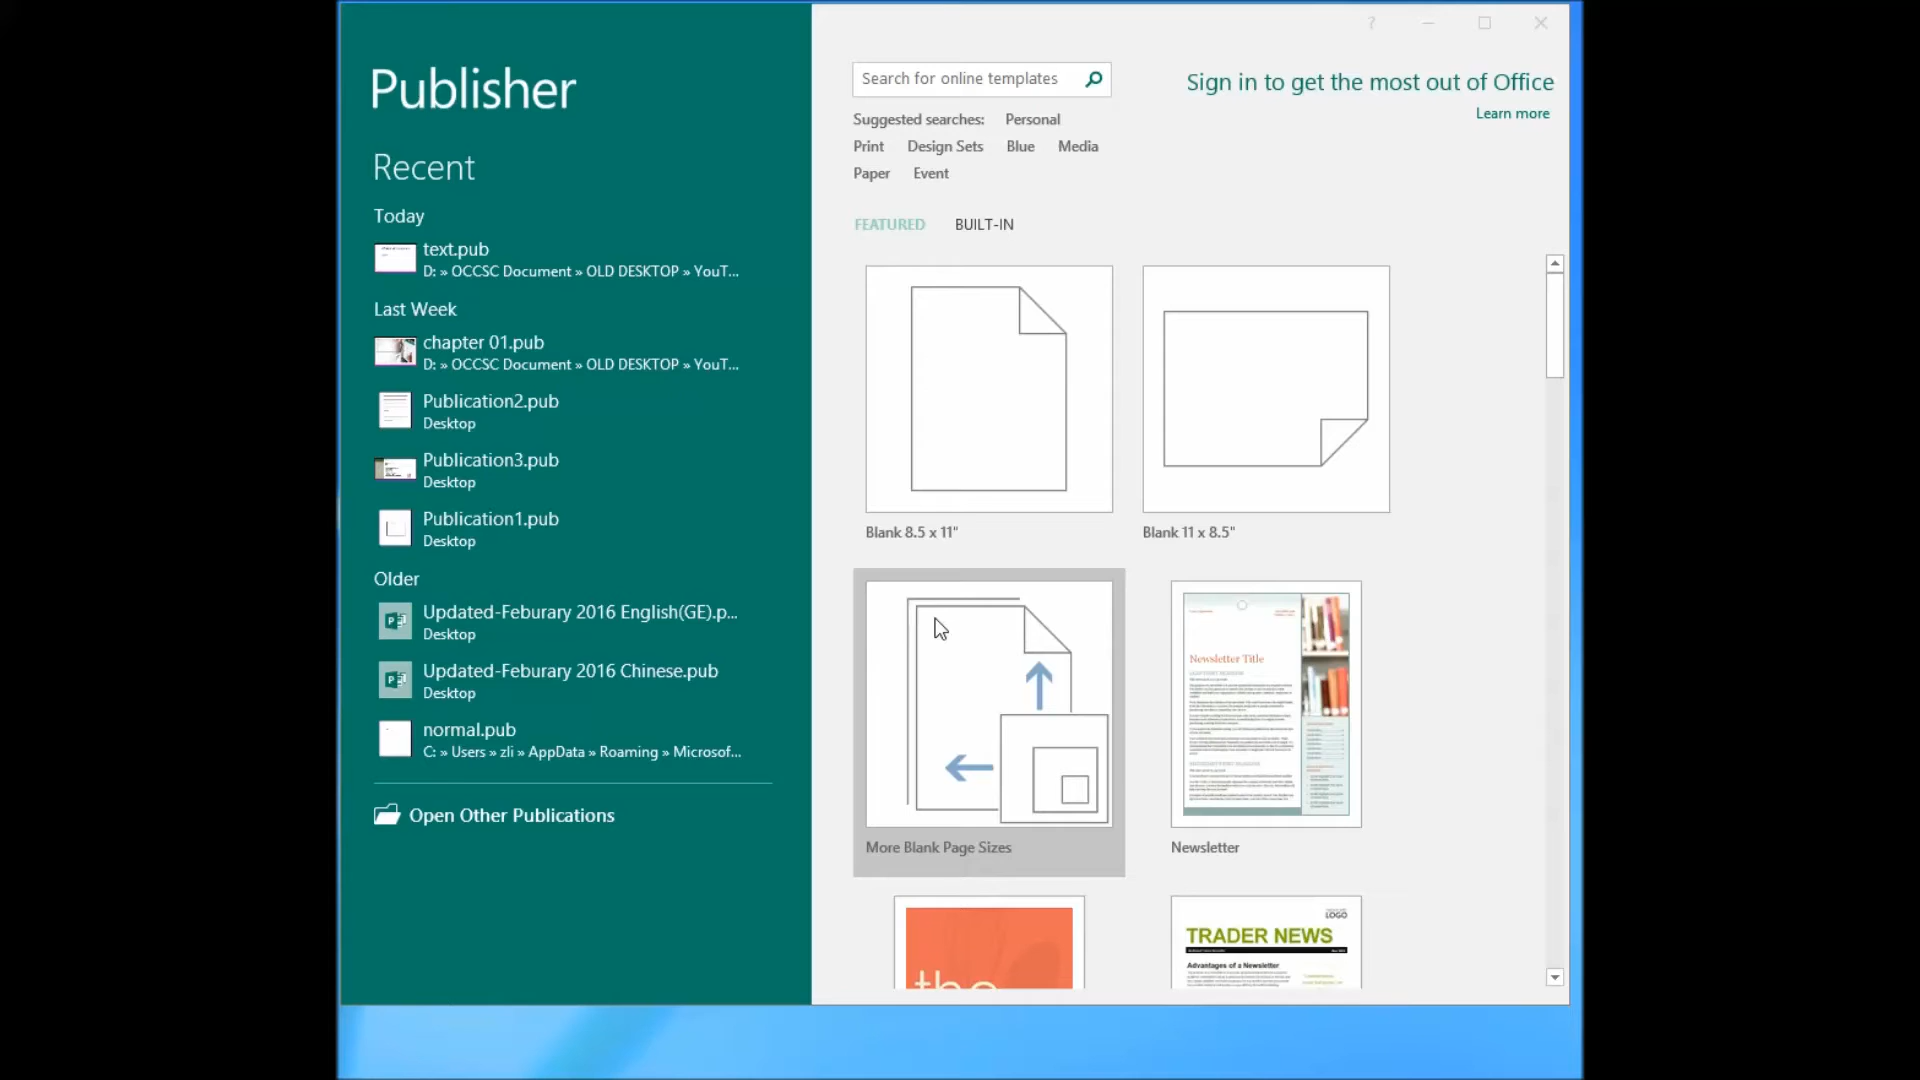 Publisher
Recent
Today
text.pub
D: » OCCSC Document » OLD DESKTOP » YouT...
Last Week
chapter 01.pub
D: » OCCSC Document » OLD DESKTOP » YouT...
Publication2.pub
Desktop
Publication3.pub
Desktop
Publication1.pub
Desktop
Older
Updated-Feburary 2016 English(GE).p...
Desktop
Updated-Feburary 2016 Chinese.pub
Desktop
normal.pub
C: » Users » zli » AppData » Roaming » Microsof...
Open Other Publications
?
Search for online templates
Sign in to get the most out of Office
Learn more
Suggested searches: Personal
Print Design Sets Blue Media
Paper Event
FEATURED BUILT-IN
Blank 8.5 x 11"
Blank 11 x 8.5"
More Blank Page Sizes
Newsletter Title
Newsletter
the
LOGO
TRADER NEWS
Advantages of a Newsletter